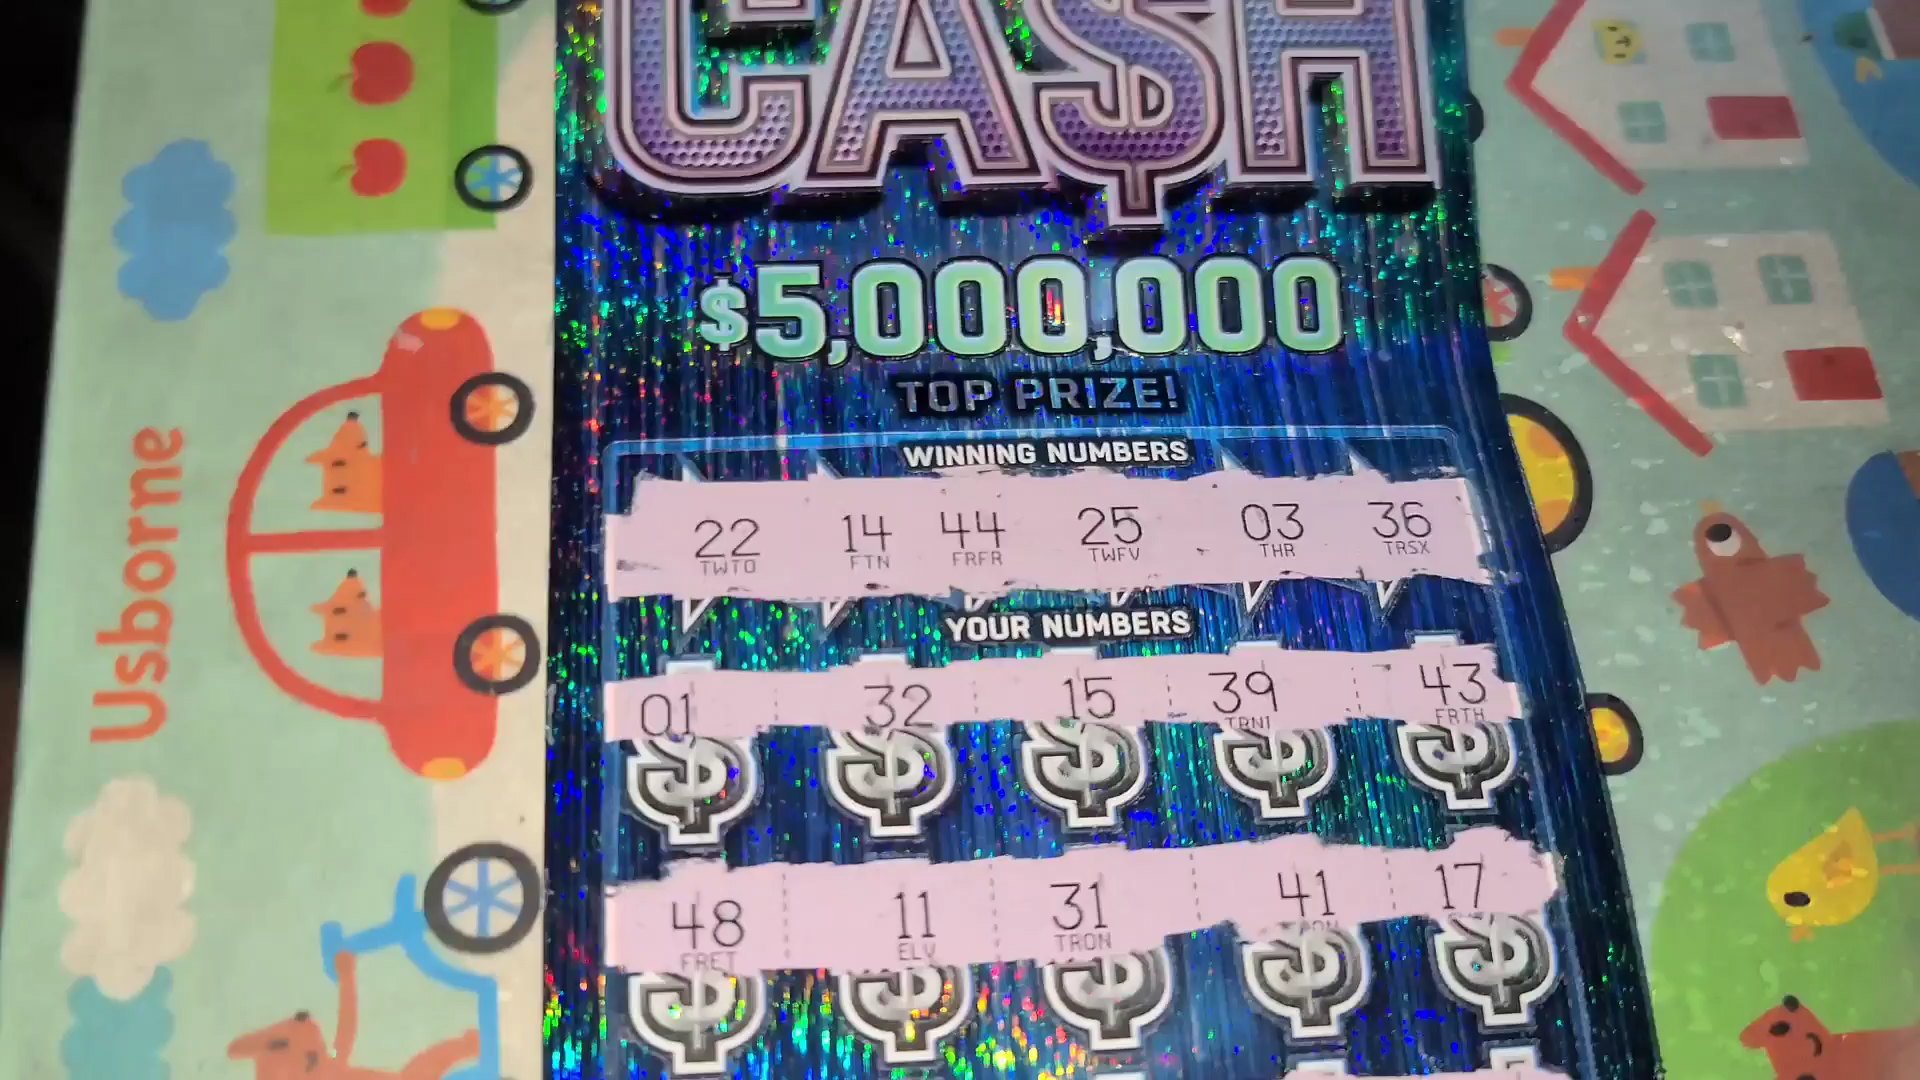 CA$H
$5,000,000
TOP PRIZE!
WINNING NUMBERS
22 14 44 25 03 36
TWTO FTN FRFR TWFV THR TRSX
YOUR NUMBERS
01 32 15 39 43
FRTH
48 11 31 41 17
FRET ELV TRON
Usborne